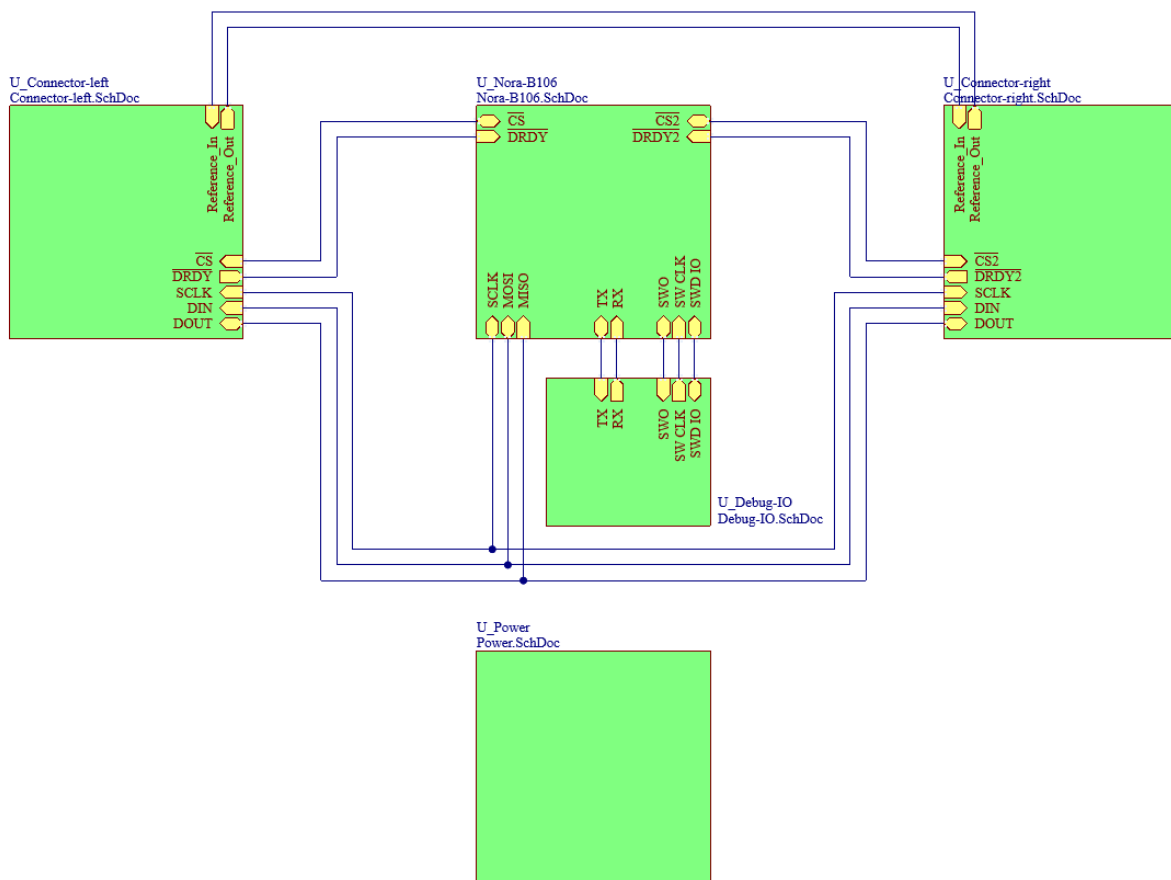 U_Connector-left
Connector-left.SchDoc
Reference_In
Reference_Out
CS
DRDY
SCLK
DIN
DOUT
U_Nora-B106
Nora-B106.SchDoc
CS
DRDY
CS2
DRDY2
SCLK
MOSI
MISO
TX
RX
SWO
SW CLK
SWD IO
U_Connector-right
Connector-right.SchDoc
Reference_In
Reference_Out
CS2
DRDY2
SCLK
DIN
DOUT
TX
RX
SWO
SW CLK
SWD IO
U_Debug-IO
Debug-IO.SchDoc
U_Power
Power.SchDoc